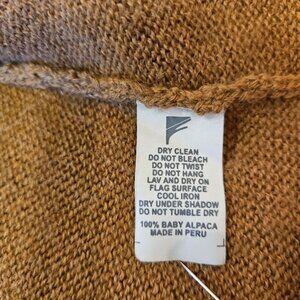 DRY CLEAN
DO NOT BLEACH
DO NOT TWIST
DO NOT HANG
LAV AND DRY ON
FLAG SURFACE
COOL IRON
DRY UNDER SHADOW
DO NOT TUMBLE DRY
100% BABY ALPACA
MADE IN PERU